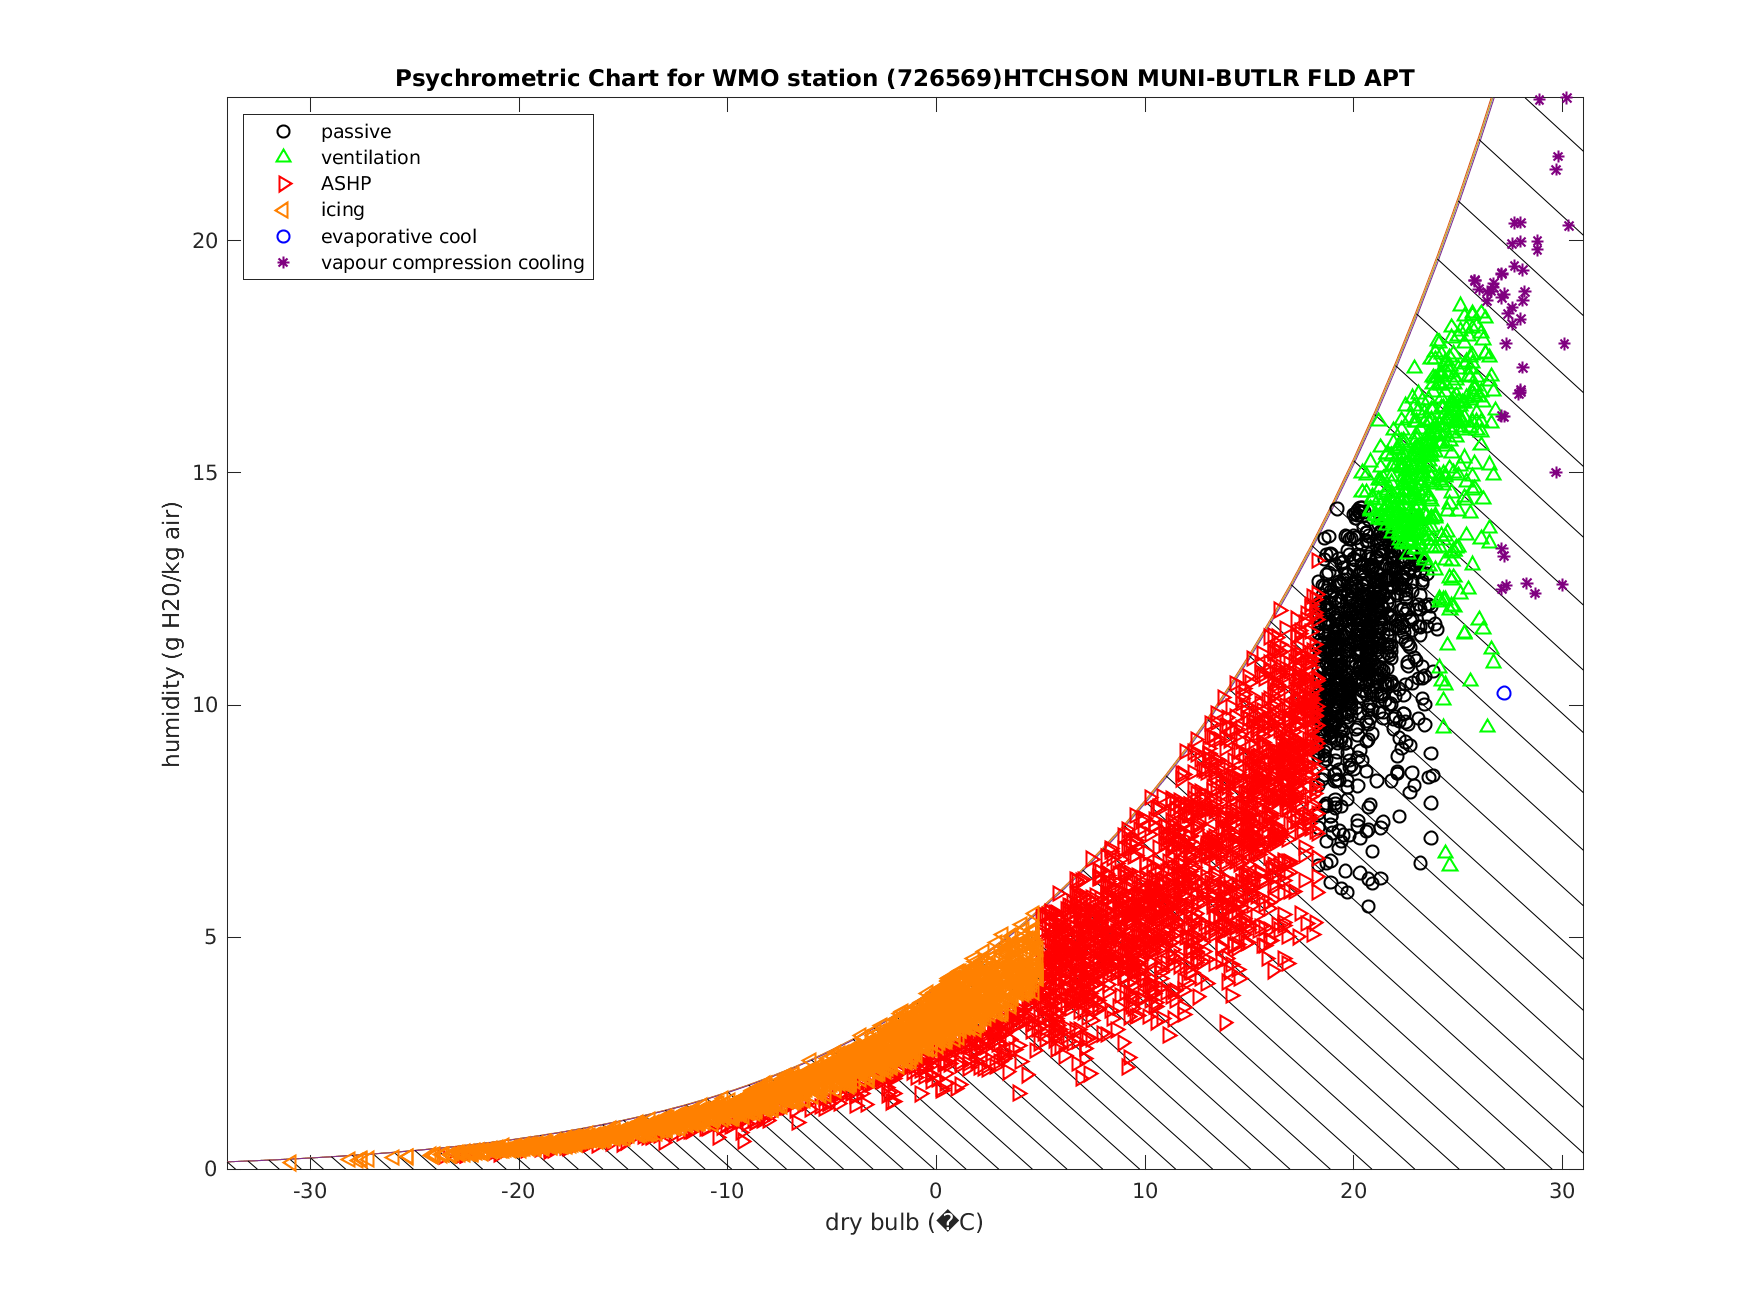 Psychrometric Chart for WMO station (726569)HTCHSON MUNI-BUTLR FLD APT
passive
ventilation
ASHP
icing
evaporative cool
vapour compression cooling
humidity (g H20/kg air)
20
15
10
5
0
-30 -20 -10 0 10 20 30
dry bulb (�C)